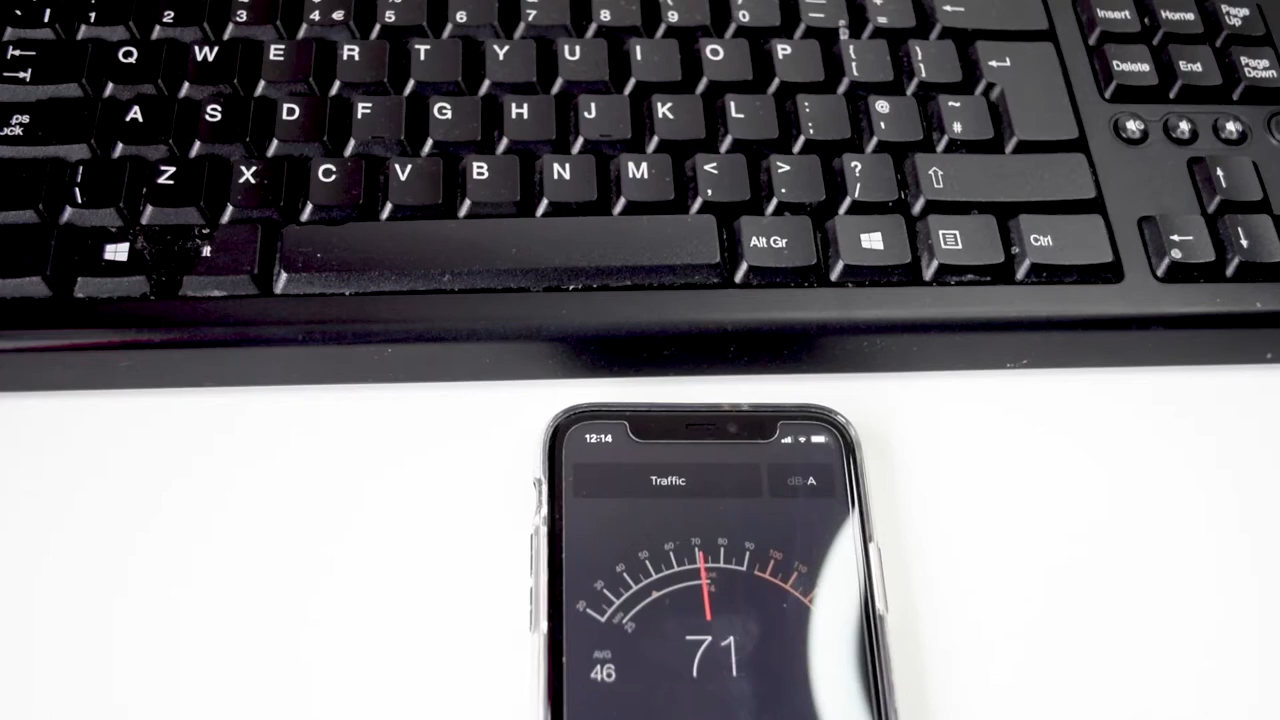 1 2 3 4 € 5 6 7 8 9 0 — =
Insert Home Page Up
Q W E R T Y U I O P { [ } ]
Delete End Page Down
A S D F G H J K L : ; @ ' ~ #
Z X C V B N M < , > . ? /
Alt Gr Ctrl
12:14
Traffic dB-A
20 30 40 50 60 70 80 90 100 110
25
71
AVG
46